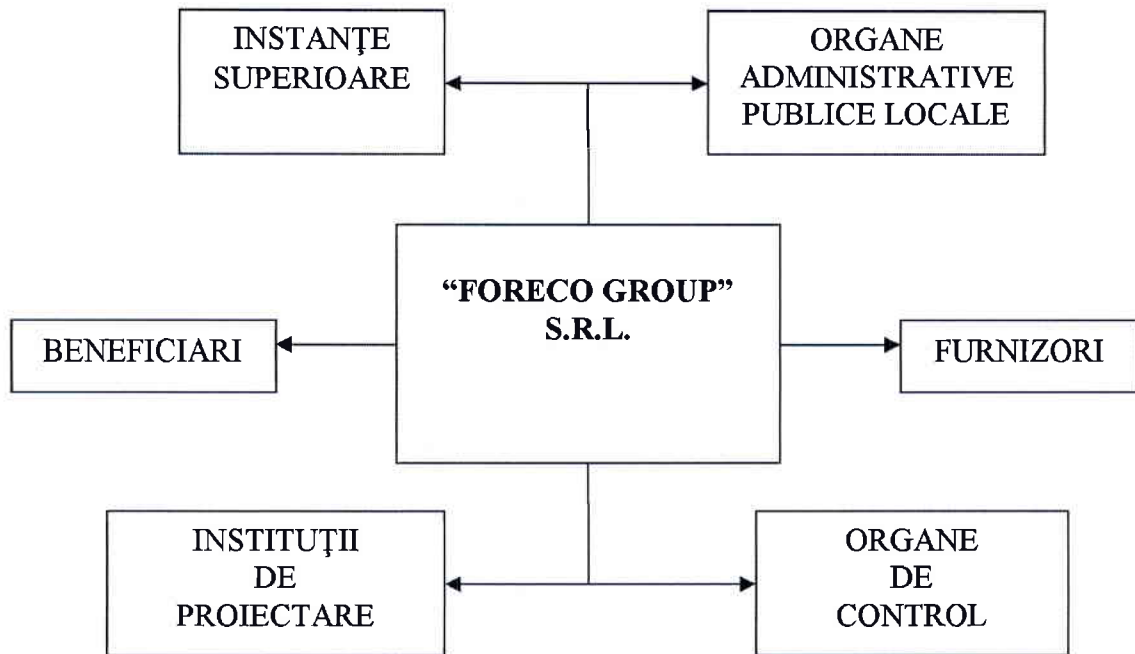 INSTANŢE
SUPERIOARE
ORGANE
ADMINISTRATIVE
PUBLICE LOCALE
“FORECO GROUP”
S.R.L.
BENEFICIARI
FURNIZORI
INSTITUŢII
DE
PROIECTARE
ORGANE
DE
CONTROL